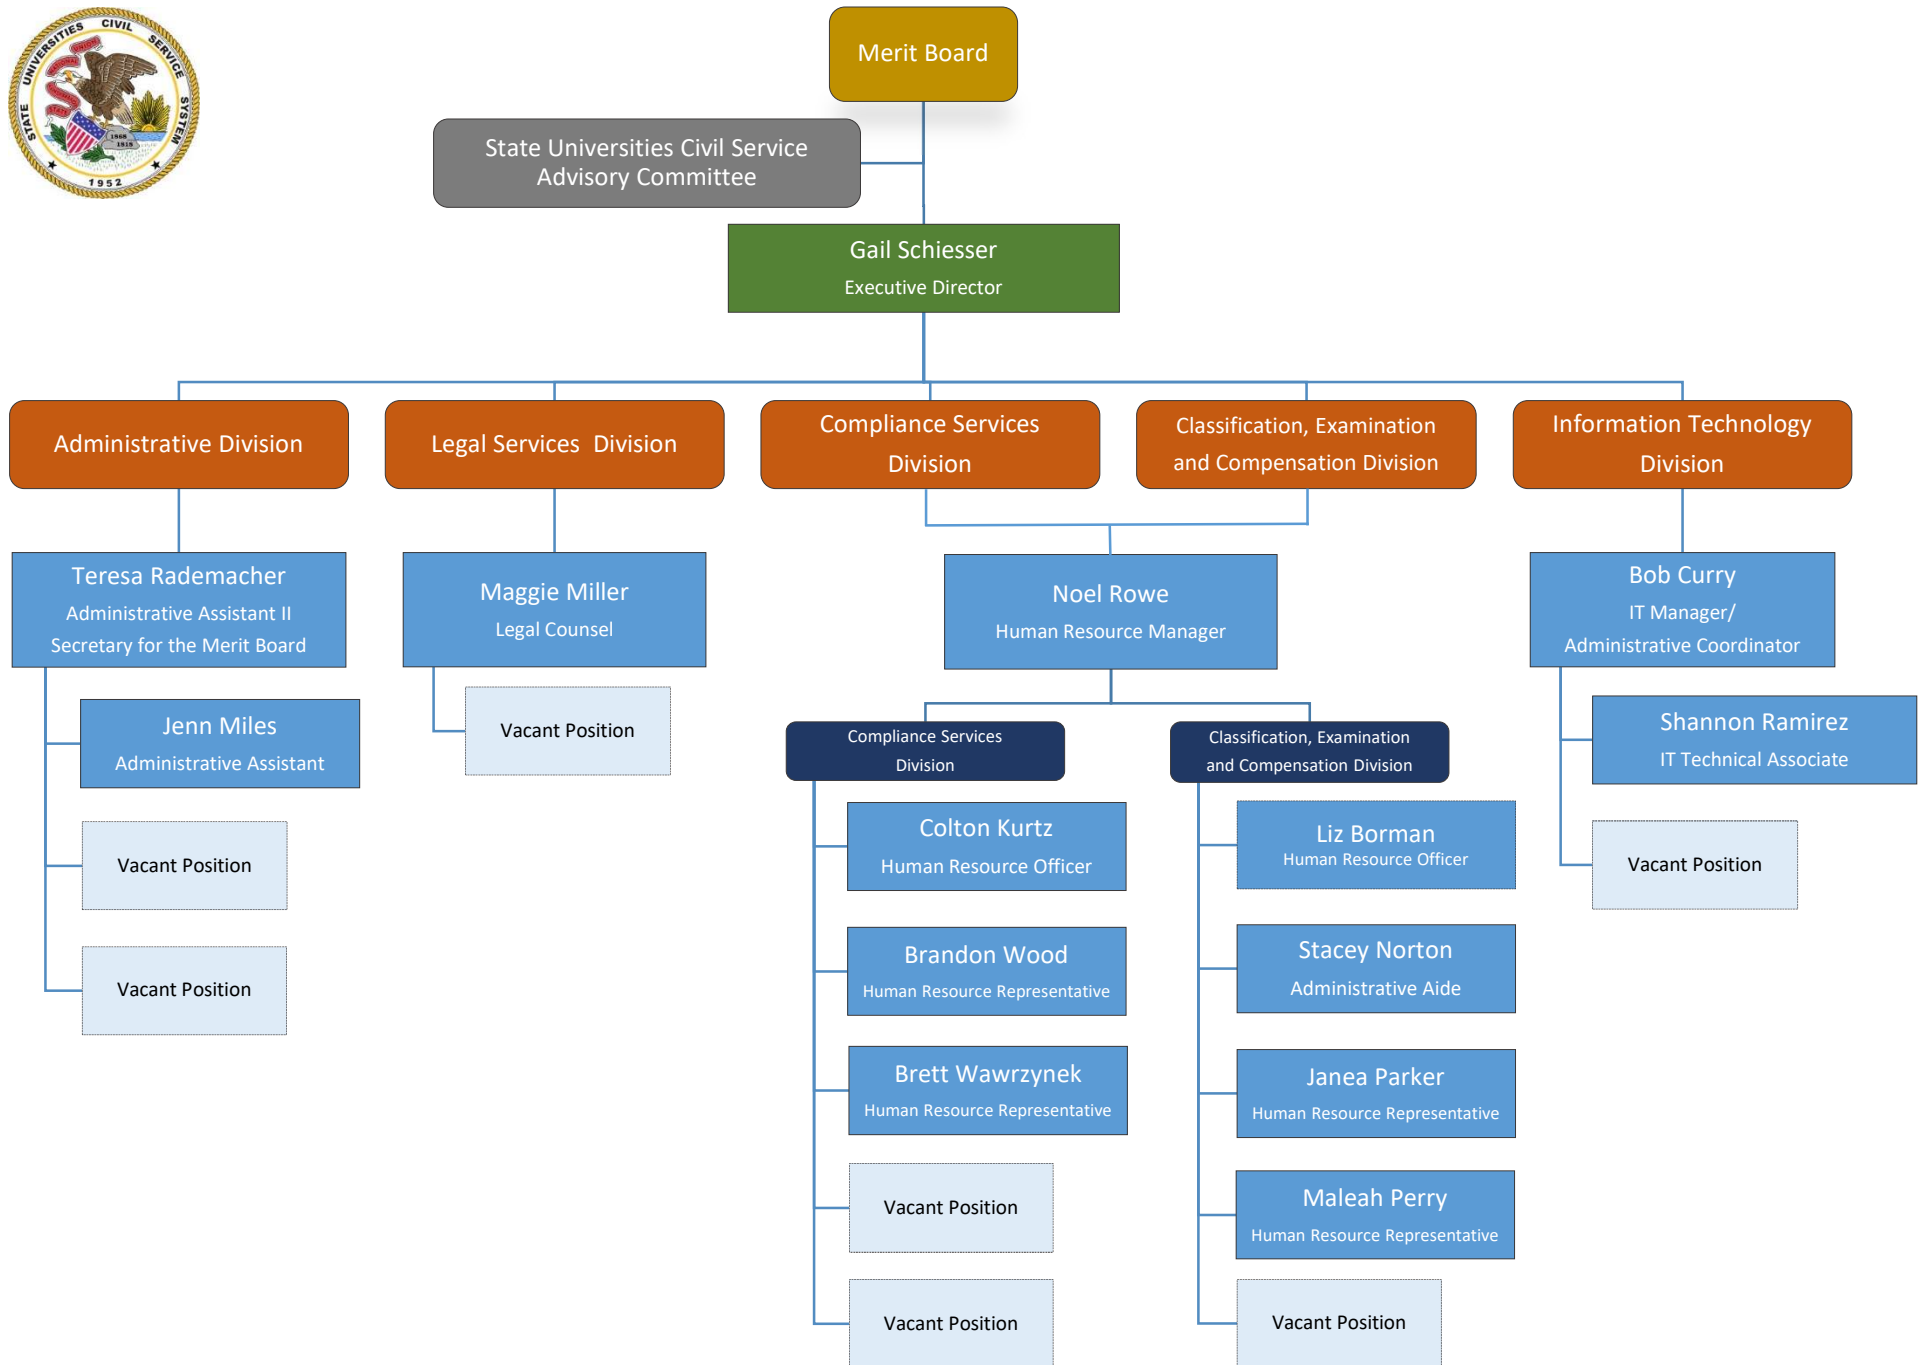 STATE UNIVERSITIES CIVIL SERVICE SYSTEM
1868
1818
1952
Merit Board
State Universities Civil Service
Advisory Committee
Gail Schiesser
Executive Director
Administrative Division
Legal Services  Division
Compliance Services
Division
Classification, Examination
and Compensation Division
Information Technology
Division
Teresa Rademacher
Administrative Assistant II
Secretary for the Merit Board
Jenn Miles
Administrative Assistant
Vacant Position
Vacant Position
Maggie Miller
Legal Counsel
Vacant Position
Noel Rowe
Human Resource Manager
Compliance Services
Division
Colton Kurtz
Human Resource Officer
Brandon Wood
Human Resource Representative
Brett Wawrzynek
Human Resource Representative
Vacant Position
Vacant Position
Classification, Examination
and Compensation Division
Liz Borman
Human Resource Officer
Stacey Norton
Administrative Aide
Janea Parker
Human Resource Representative
Maleah Perry
Human Resource Representative
Vacant Position
Bob Curry
IT Manager/
Administrative Coordinator
Shannon Ramirez
IT Technical Associate
Vacant Position